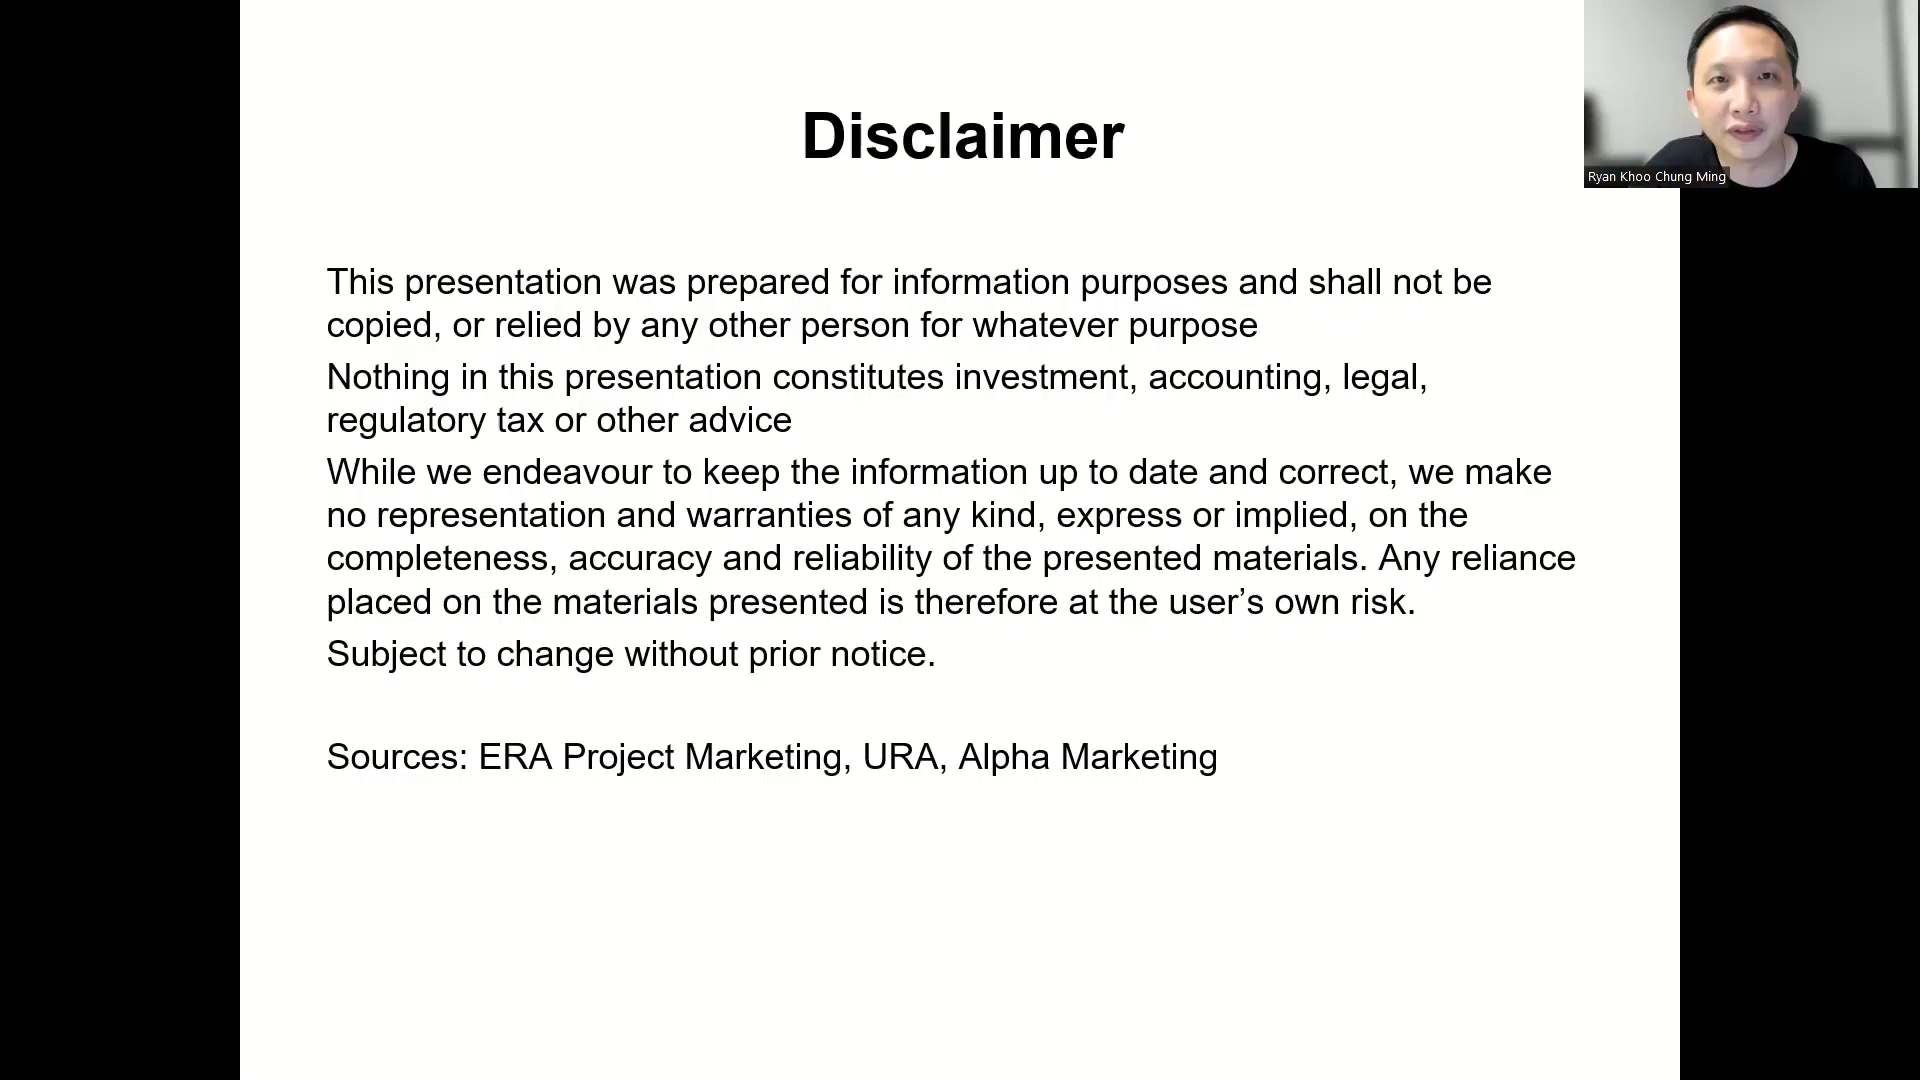 Disclaimer
Ryan Khoo Chung Ming
This presentation was prepared for information purposes and shall not be
copied, or relied by any other person for whatever purpose
Nothing in this presentation constitutes investment, accounting, legal,
regulatory tax or other advice
While we endeavour to keep the information up to date and correct, we make
no representation and warranties of any kind, express or implied, on the
completeness, accuracy and reliability of the presented materials. Any reliance
placed on the materials presented is therefore at the user’s own risk.
Subject to change without prior notice.
Sources: ERA Project Marketing, URA, Alpha Marketing